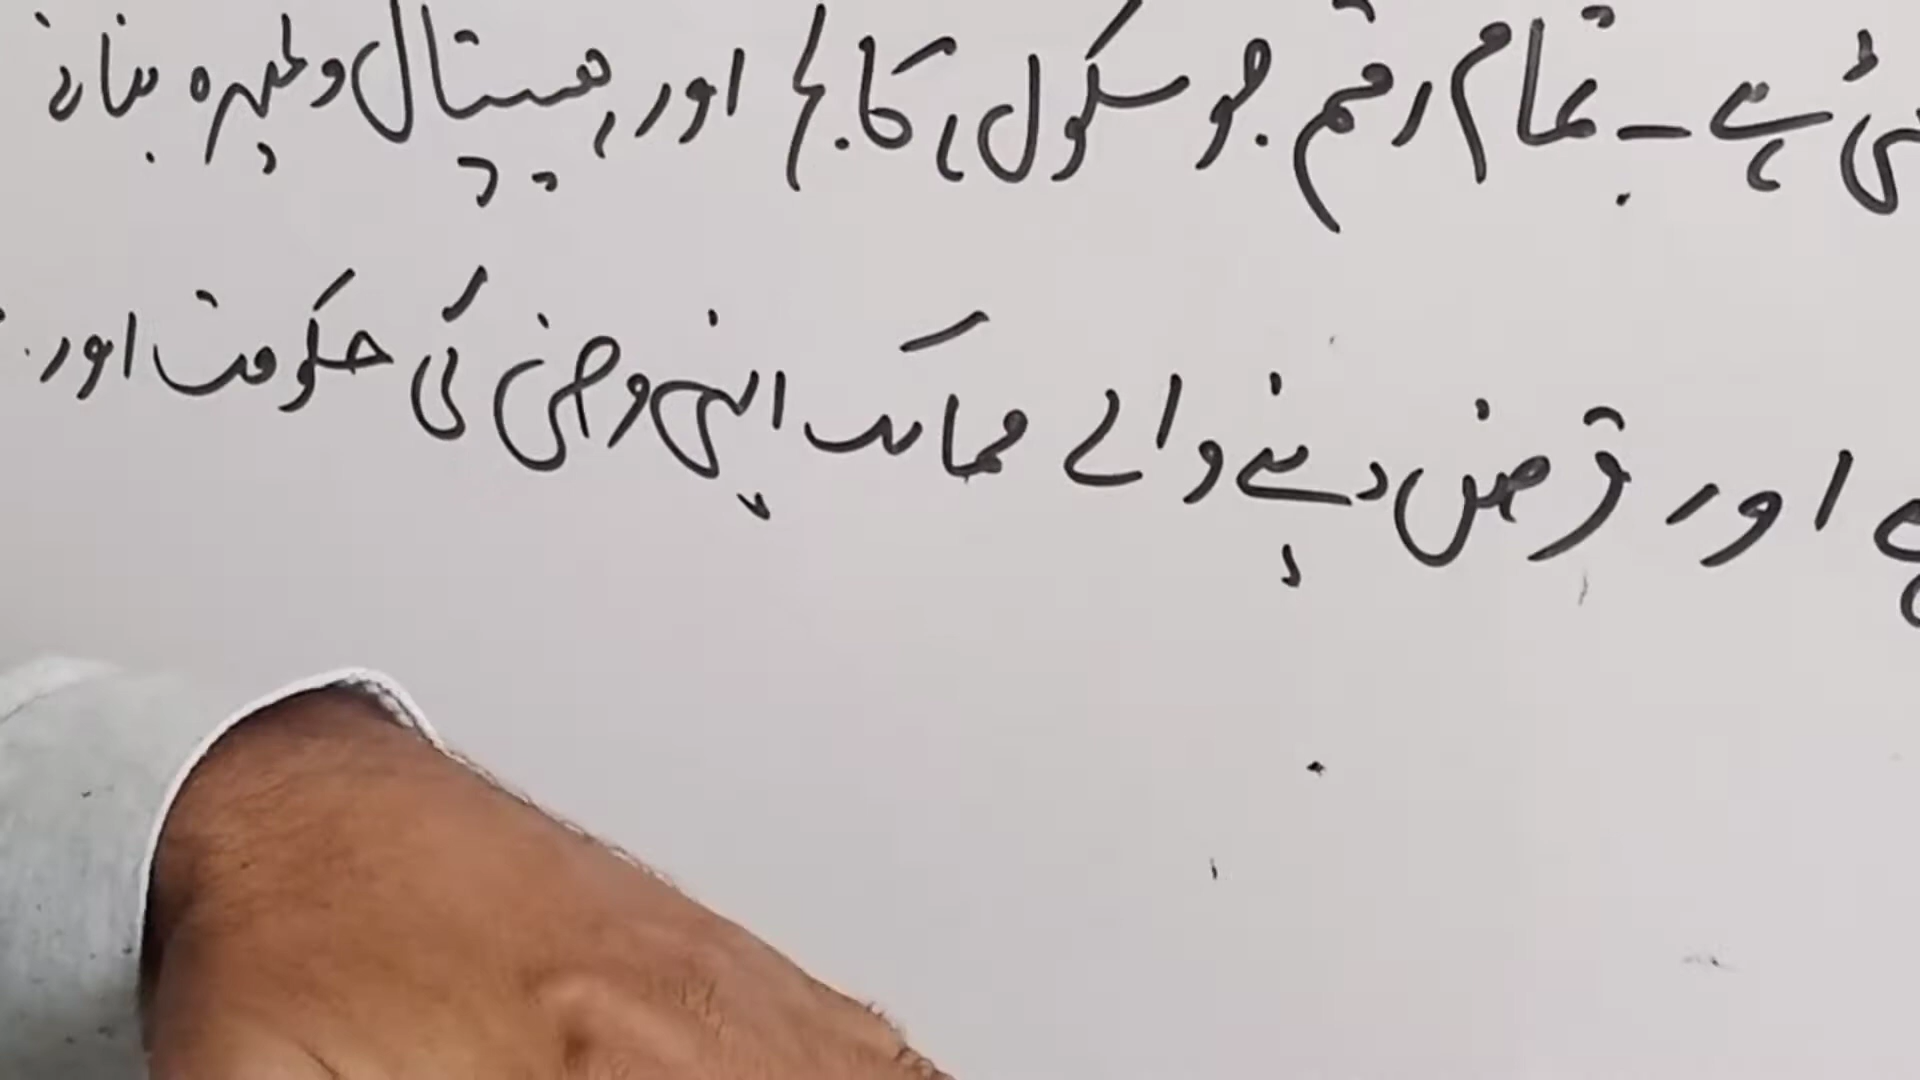 ہے ۔ تمام رقم جو سکول، کالج اور ہسپتال وغیرہ بنانے
اور قرض دینے والے ممالک اپنی مرضی کی حکومت اور